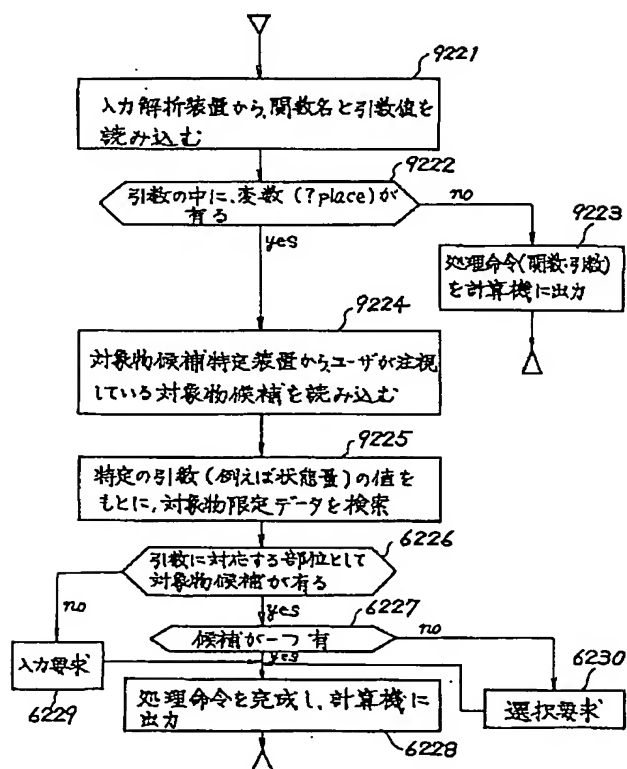 9221
入力解析装置から、関数名と引数値を
読み込む
9222
引数の中に、変数 (?place)が
有る
no
yes
9223
処理命令(関数・引数)
を計算機に出力
9224
対象物候補特定装置から、ユーザが注視
している対象物候補を読み込む
9225
特定の引数(例えば状態量)の値を
もとに、対象物限定データを検索
6226
引数に対応する部位として
対象物候補が有る
no
yes
6227
候補が一つ有
no
yes
入力要求
6229
6230
選択要求
処理命令を完成し、計算機に
出力
6228